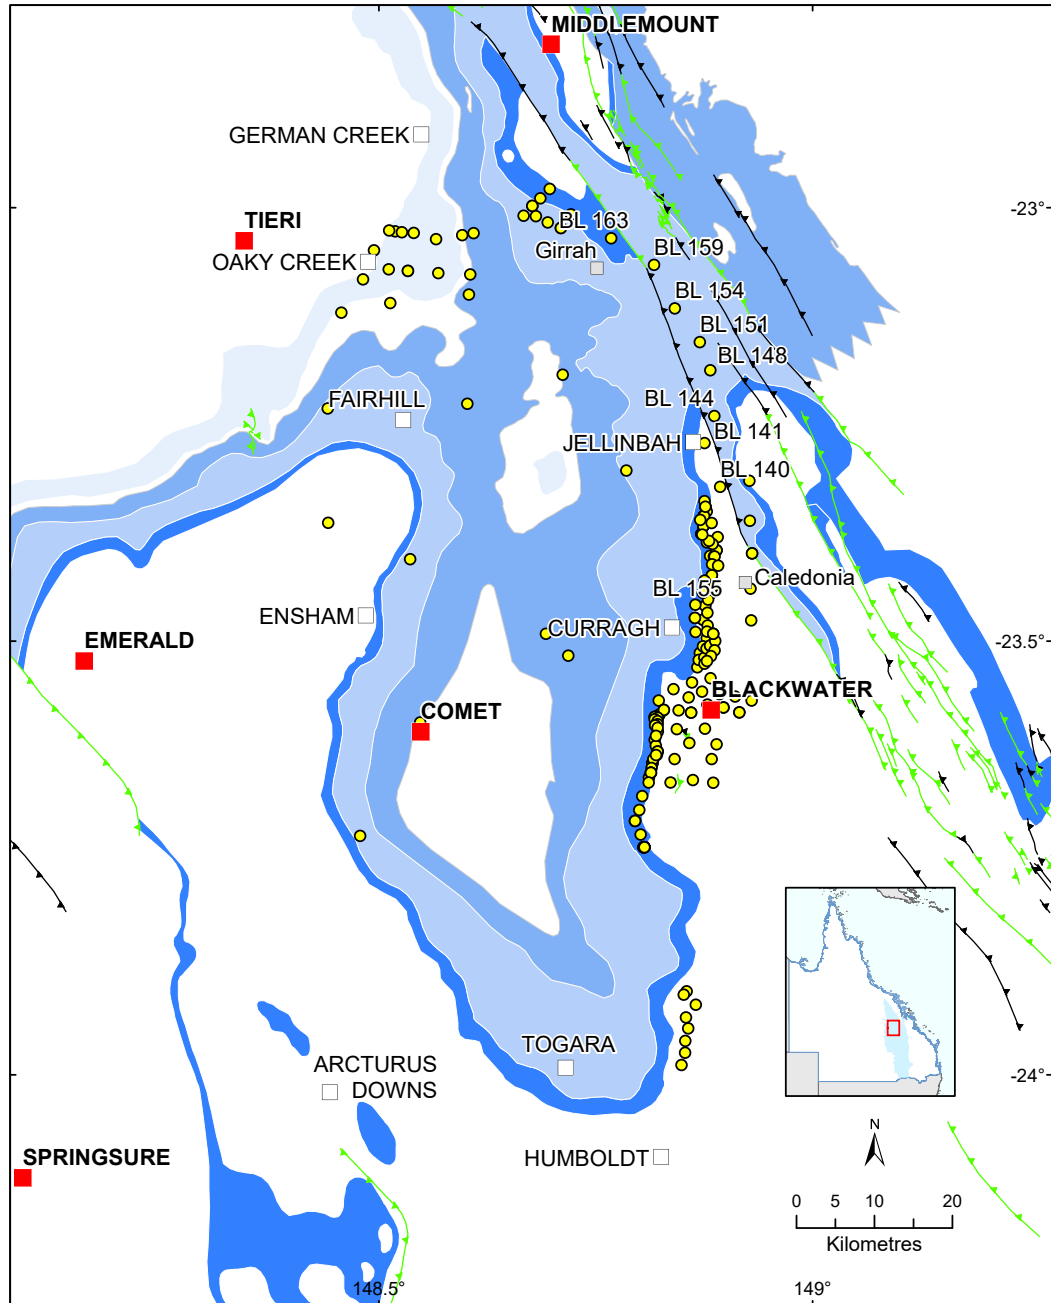 MIDDLEMOUNT
GERMAN CREEK
-23°
TIERI
BL 163
OAKY CREEK
Girrah
BL 159
BL 154
BL 151
BL 148
FAIRHILL
BL 144
JELLINBAH
BL 141
BL 140
Caledonia
BL 155
ENSHAM
CURRAGH
EMERALD
-23.5°
BLACKWATER
COMET
TOGARA
ARCTURUS
DOWNS
-24°
N
SPRINGSURE
HUMBOLDT
0 5 10 20
Kilometres
148.5°
149°